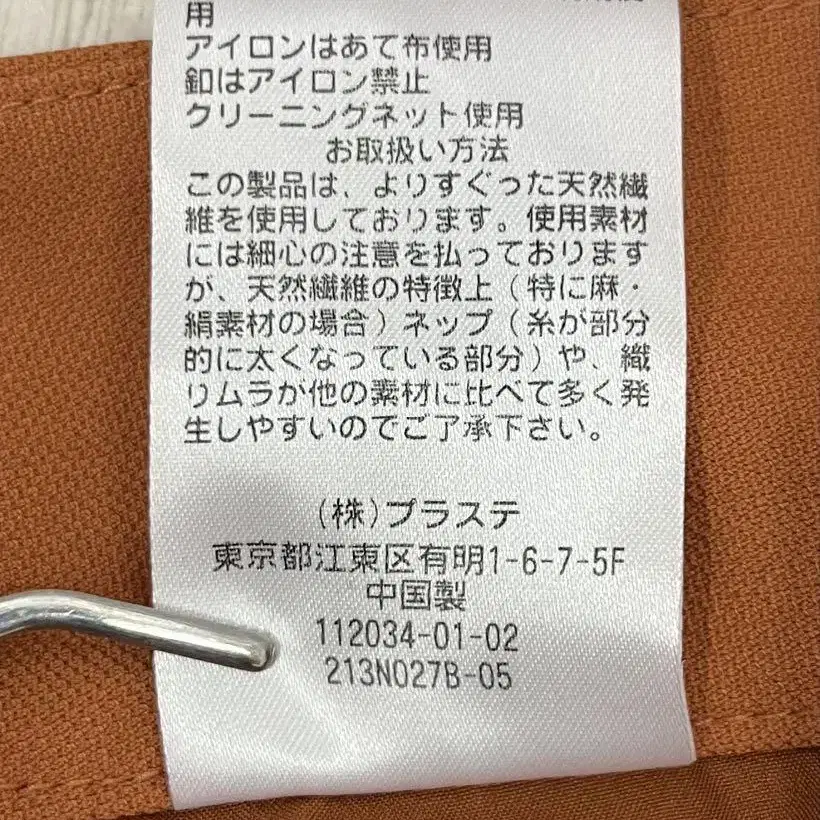 用
アイロンはあて布使用
釦はアイロン禁止
クリーニングネット使用
お取扱い方法
この製品は、よりすぐった天然繊
維を使用しております。使用素材
には細心の注意を払っております
が、天然繊維の特徴上（特に麻・
絹素材の場合）ネップ（糸が部分
的に太くなっている部分）や、織
りムラが他の素材に比べて多く発
生しやすいのでご了承下さい。
(株)プラステ
東京都江東区有明1-6-7-5F
中国製
112034-01-02
213N027B-05